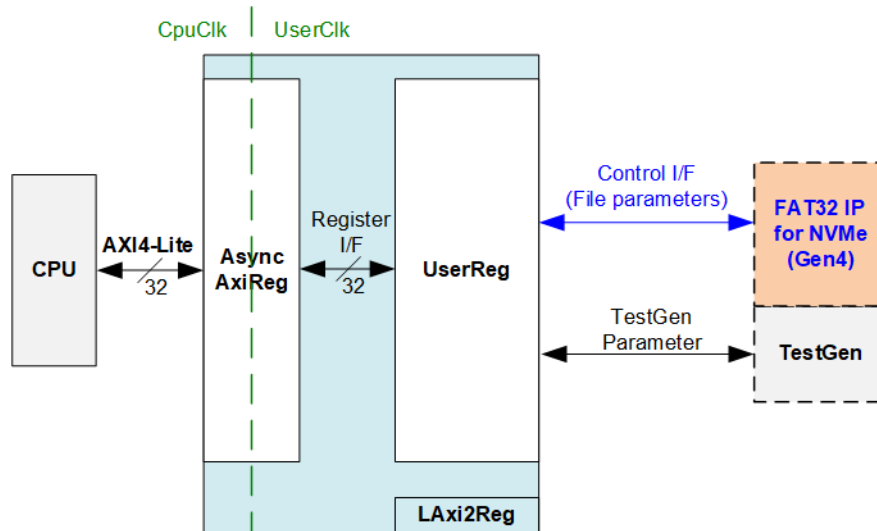 CpuClk
UserClk
CPU
AXI4-Lite
32
Async
AxiReg
Register
I/F
32
UserReg
Control I/F
(File parameters)
FAT32 IP
for NVMe
(Gen4)
TestGen
Parameter
TestGen
LAxi2Reg